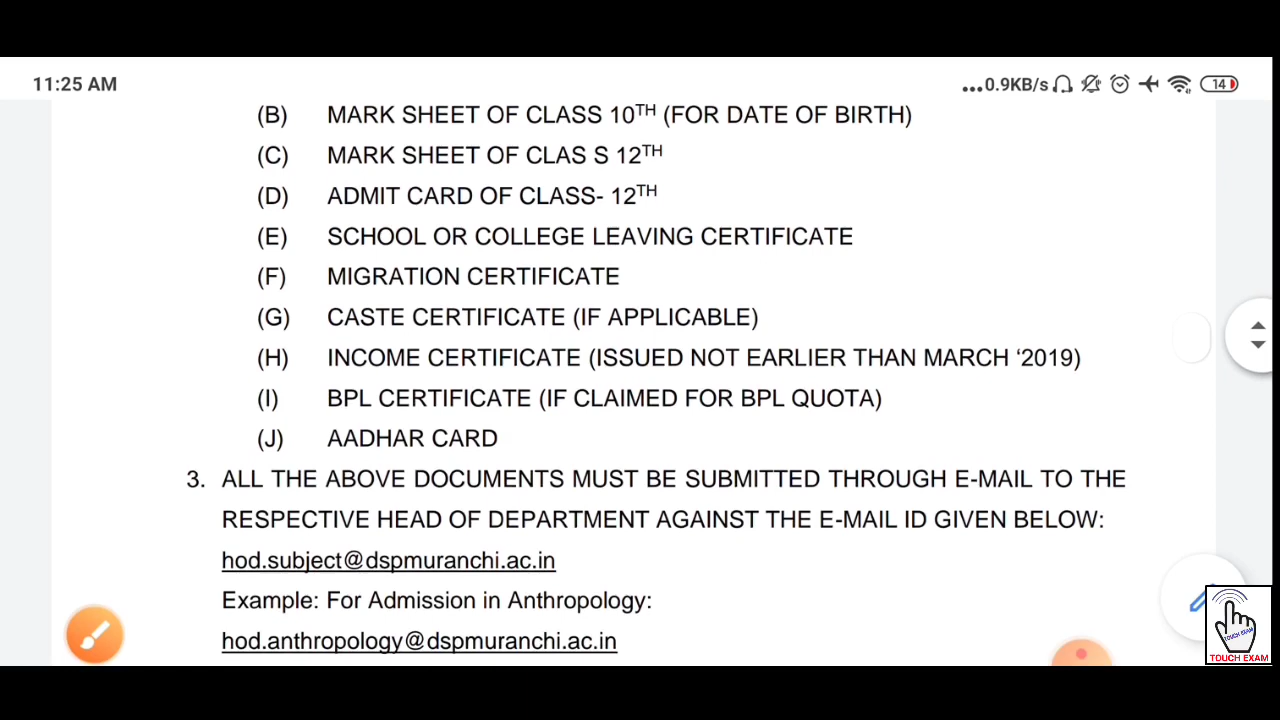 11:25 AM
...0.9KB/s
14
(B) MARK SHEET OF CLASS 10TH (FOR DATE OF BIRTH)
(C) MARK SHEET OF CLAS S 12TH
(D) ADMIT CARD OF CLASS- 12TH
(E) SCHOOL OR COLLEGE LEAVING CERTIFICATE
(F) MIGRATION CERTIFICATE
(G) CASTE CERTIFICATE (IF APPLICABLE)
(H) INCOME CERTIFICATE (ISSUED NOT EARLIER THAN MARCH ‘2019)
(I) BPL CERTIFICATE (IF CLAIMED FOR BPL QUOTA)
(J) AADHAR CARD
3. ALL THE ABOVE DOCUMENTS MUST BE SUBMITTED THROUGH E-MAIL TO THE
RESPECTIVE HEAD OF DEPARTMENT AGAINST THE E-MAIL ID GIVEN BELOW:
hod.subject@dspmuranchi.ac.in
Example: For Admission in Anthropology:
hod.anthropology@dspmuranchi.ac.in
TOUCH EXAM
TOUCH EXAM